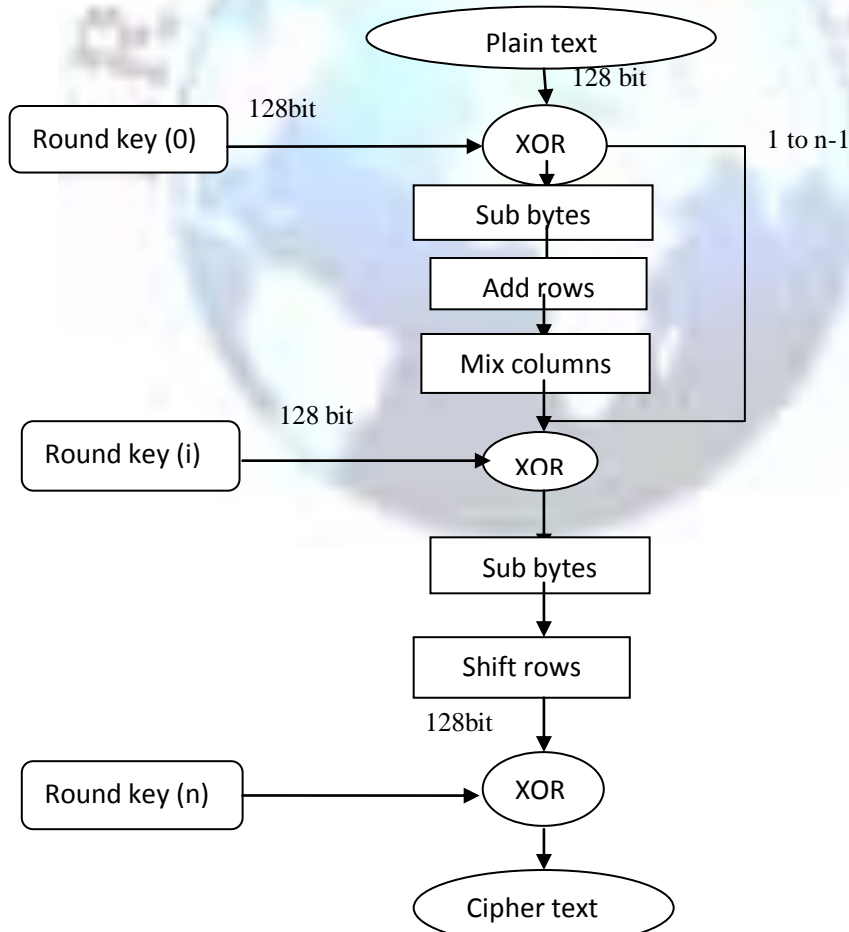 Plain text
128 bit
128bit
Round key (0)
XOR
1 to n-1
Sub bytes
Add rows
Mix columns
128 bit
Round key (i)
XOR
Sub bytes
Shift rows
128bit
Round key (n)
XOR
Cipher text